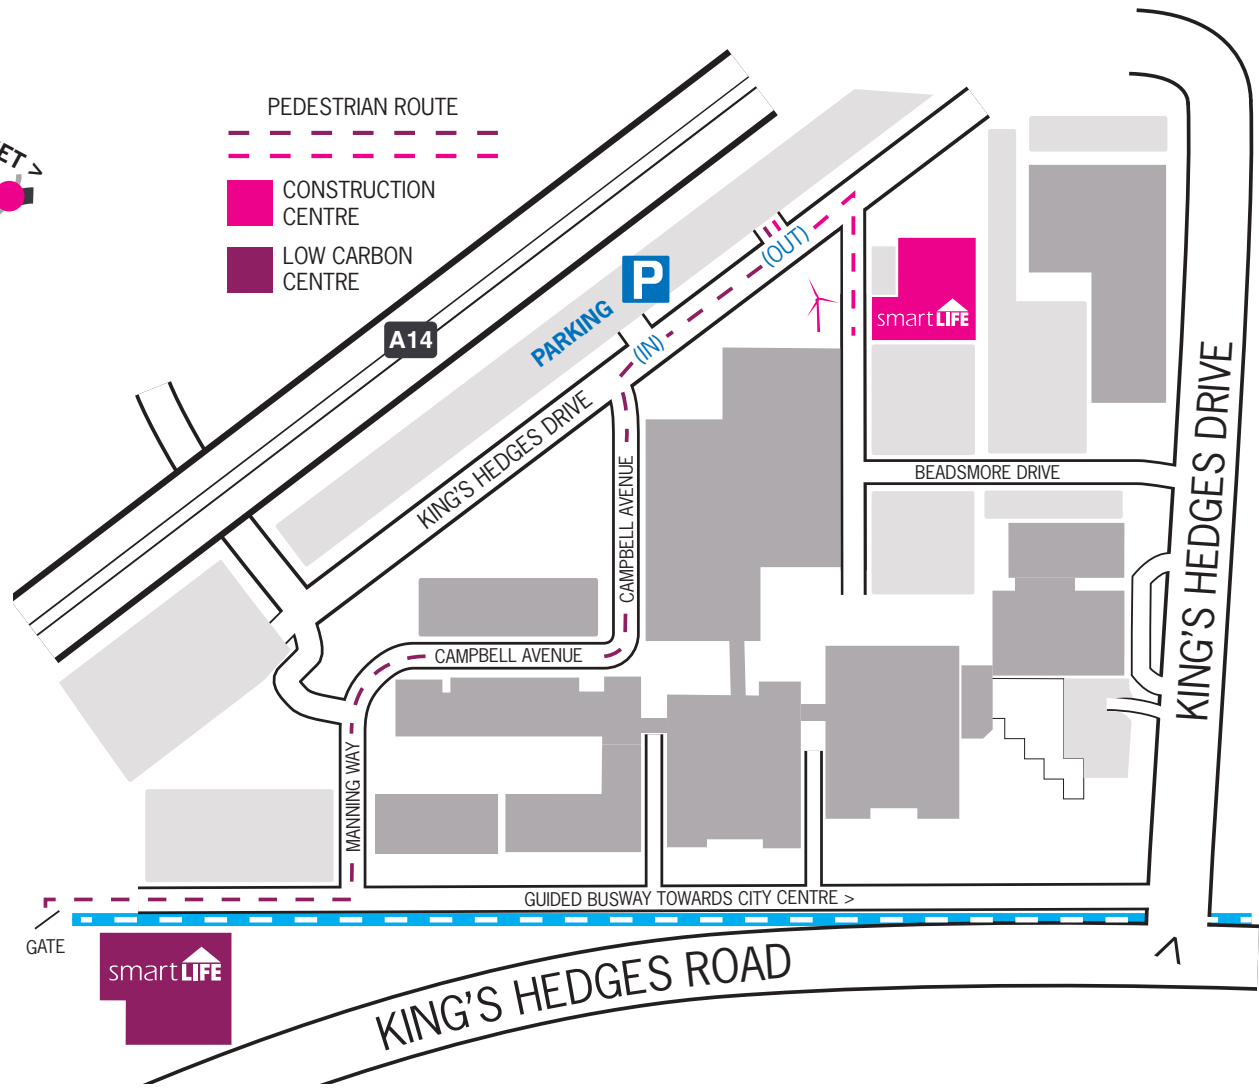 ET >
PEDESTRIAN ROUTE
CONSTRUCTION
CENTRE
LOW CARBON
CENTRE
A14
P
PARKING
(OUT)
(IN)
smartLIFE
KING'S HEDGES DRIVE
CAMPBELL AVENUE
BEADSMORE DRIVE
KING'S HEDGES DRIVE
CAMPBELL AVENUE
MANNING WAY
GUIDED BUSWAY TOWARDS CITY CENTRE >
GATE
smartLIFE
KING'S HEDGES ROAD